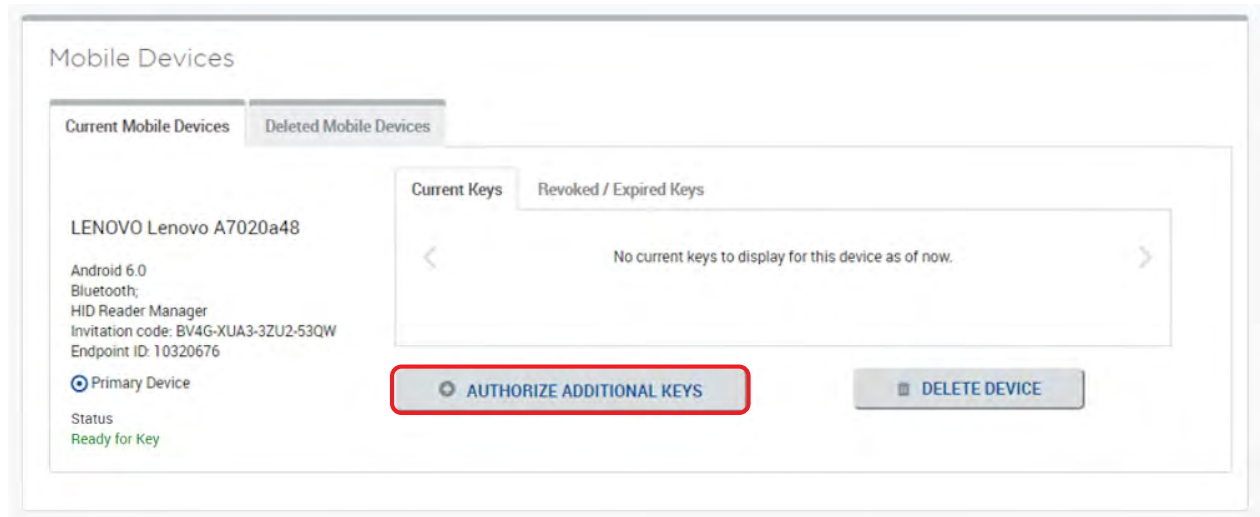 Mobile Devices
Current Mobile Devices
Deleted Mobile Devices
Current Keys
Revoked / Expired Keys
LENOVO Lenovo A7020a48
Android 6.0
Bluetooth;
HID Reader Manager
Invitation code: BV4G-XUA3-3ZU2-53QW
Endpoint ID: 10320676
Primary Device
Status
Ready for Key
No current keys to display for this device as of now.
AUTHORIZE ADDITIONAL KEYS
DELETE DEVICE